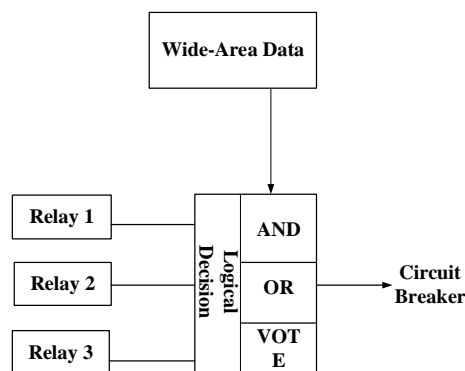 Wide-Area Data
Relay 1
Relay 2
Relay 3
Logical
Decision
AND
OR
VOT
E
Circuit
Breaker